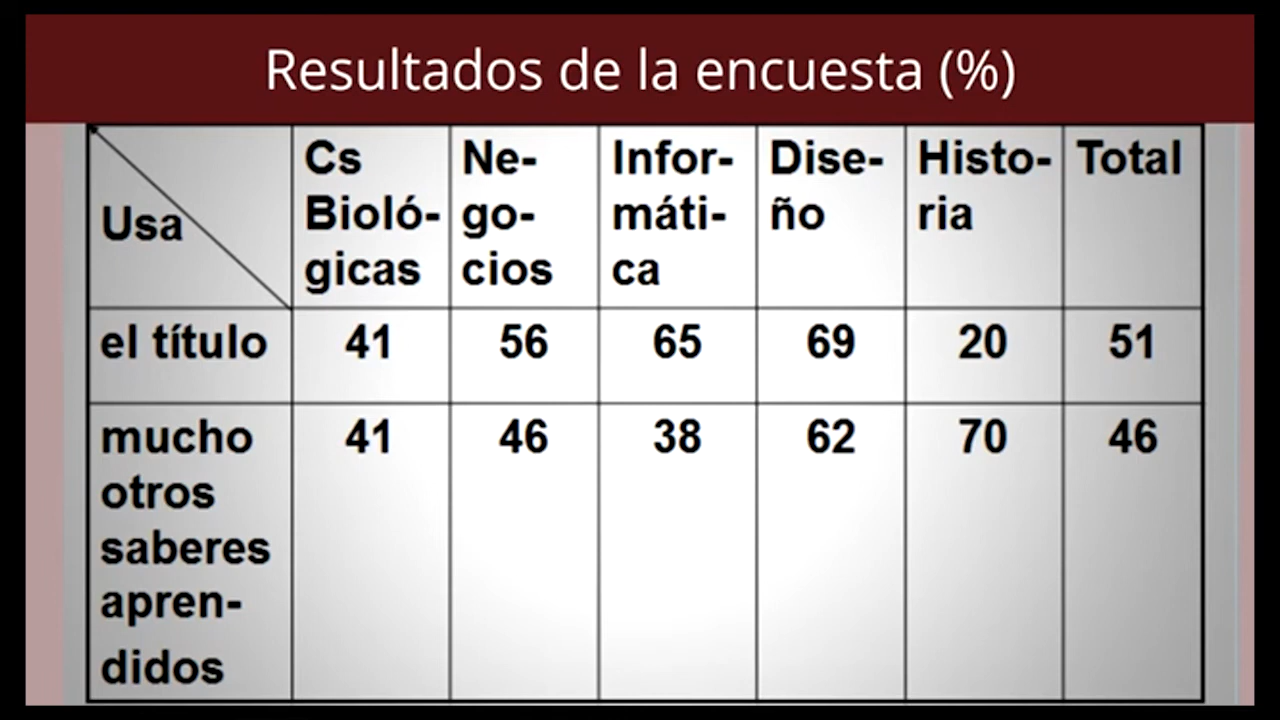 Resultados de la encuesta (%)
Usa
Cs
Bioló-
gicas
Ne-
go-
cios
Infor-
máti-
ca
Dise-
ño
Histo-
ria
Total
el título 41 56 65 69 20 51
mucho 41 46 38 62 70 46
otros
saberes
apren-
didos